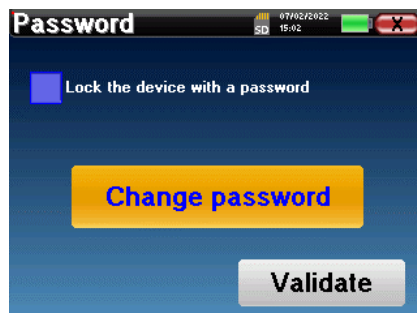 Password
SD
07/02/2022
15:02
X
Lock the device with a password
Change password
Validate